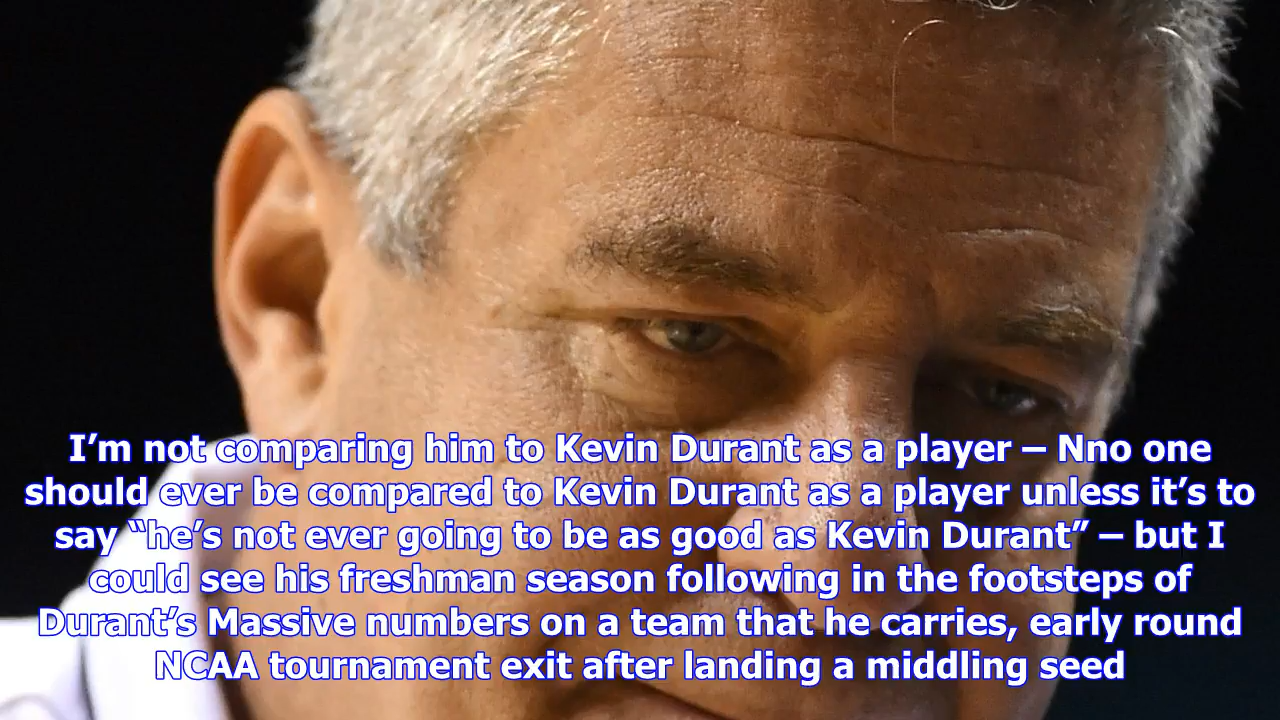 I’m not comparing him to Kevin Durant as a player – Nno one
should ever be compared to Kevin Durant as a player unless it’s to
say “he’s not ever going to be as good as Kevin Durant” – but I
could see his freshman season following in the footsteps of
Durant’s Massive numbers on a team that he carries, early round
NCAA tournament exit after landing a middling seed